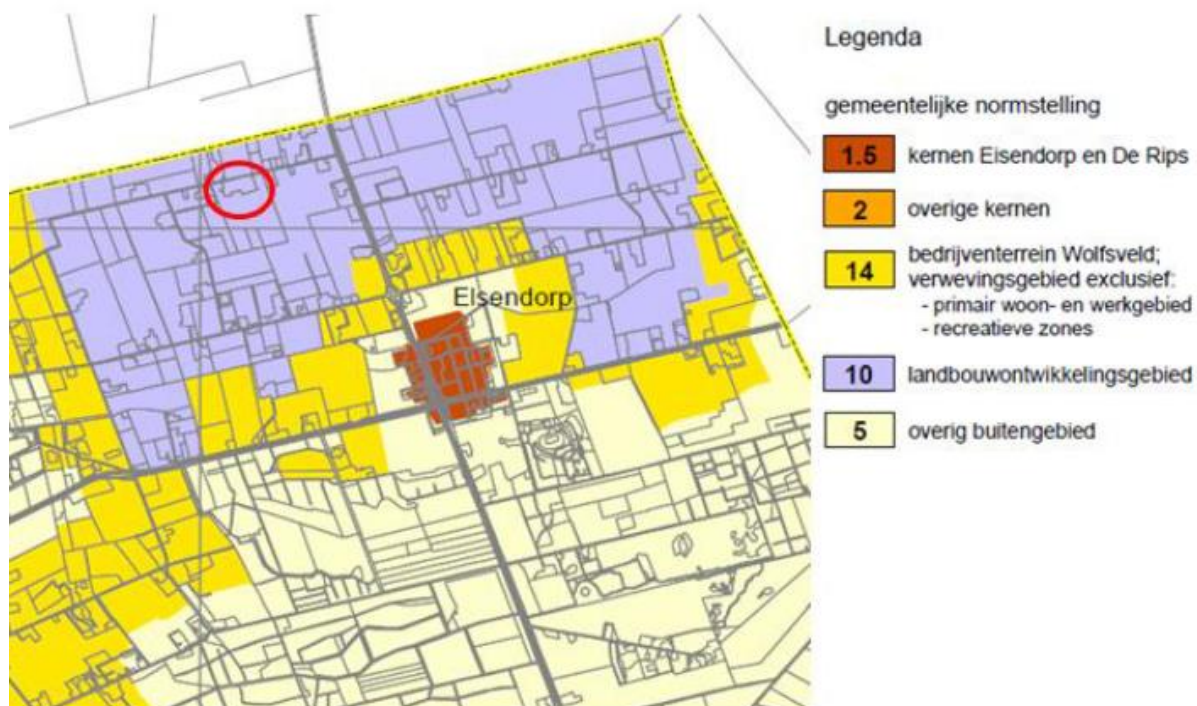 Legenda
gemeentelijke normstelling
1.5 kernen Elsendorp en De Rips
2 overige kernen
14 bedrijventerrein Wolfsveld;
verwevingsgebied exclusief:
- primair woon- en werkgebied
- recreatieve zones
10 landbouwontwikkelingsgebied
5 overig buitengebied
Elsendorp